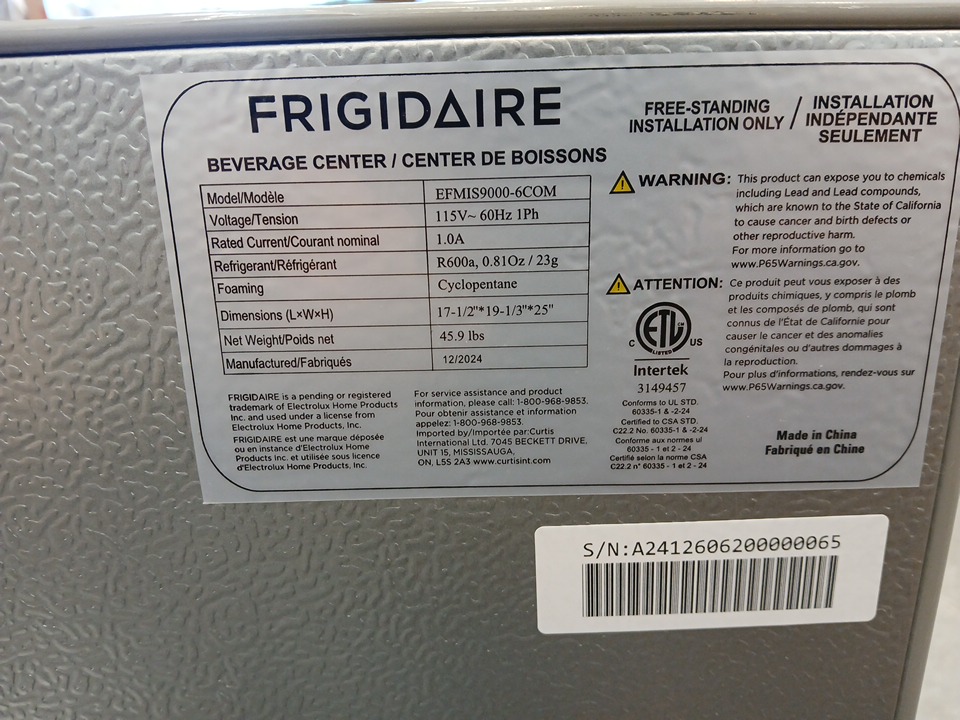 FRIGIDAIRE
FREE-STANDING INSTALLATION ONLY / INSTALLATION INDÉPENDANTE SEULEMENT
BEVERAGE CENTER / CENTER DE BOISSONS
Model/Modèle EFMIS9000-6COM
Voltage/Tension 115V~ 60Hz 1Ph
Rated Current/Courant nominal 1.0A
Refrigerant/Réfrigérant R600a, 0.81Oz / 23g
Foaming Cyclopentane
Dimensions (L×W×H) 17-1/2"*19-1/3"*25"
Net Weight/Poids net 45.9 lbs
Manufactured/Fabriqués 12/2024
WARNING: This product can expose you to chemicals
including Lead and Lead compounds,
which are known to the State of California
to cause cancer and birth defects or
other reproductive harm.
For more information go to
www.P65Warnings.ca.gov.
ATTENTION: Ce produit peut vous exposer à des
produits chimiques, y compris le plomb
et les composés de plomb, qui sont
connus de l'État de Californie pour
causer le cancer et des anomalies
congénitales ou d'autres dommages à
la reproduction.
Pour plus d'informations, rendez-vous sur
www.P65Warnings.ca.gov.
C ETL CM US
LISTED
Intertek
3149457
Conforms to UL STD.
60335-1 & -2-24
Certified to CSA STD.
C22.2 No. 60335-1 & -2-24
Conforme aux normes ul
60335 - 1 et 2 - 24
Certifié selon la norme CSA
C22.2 n° 60335 - 1 et 2 - 24
FRIGIDAIRE is a pending or registered
trademark of Electrolux Home Products
Inc. and used under a license from
Electrolux Home Products, Inc.
FRIGIDAIRE est une marque déposée
ou en instance d'Electrolux Home
Products Inc. et utilisée sous licence
d'Electrolux Home Products, Inc.
For service assistance and product
information, please call: 1-800-968-9853.
Pour obtenir assistance et information
appelez: 1-800-968-9853.
Imported by/Importée par:Curtis
International Ltd. 7045 BECKETT DRIVE,
UNIT 15, MISSISSAUGA,
ON, L5S 2A3 www.curtisint.com
Made in China
Fabriqué en Chine
S/N:A2412606200000065